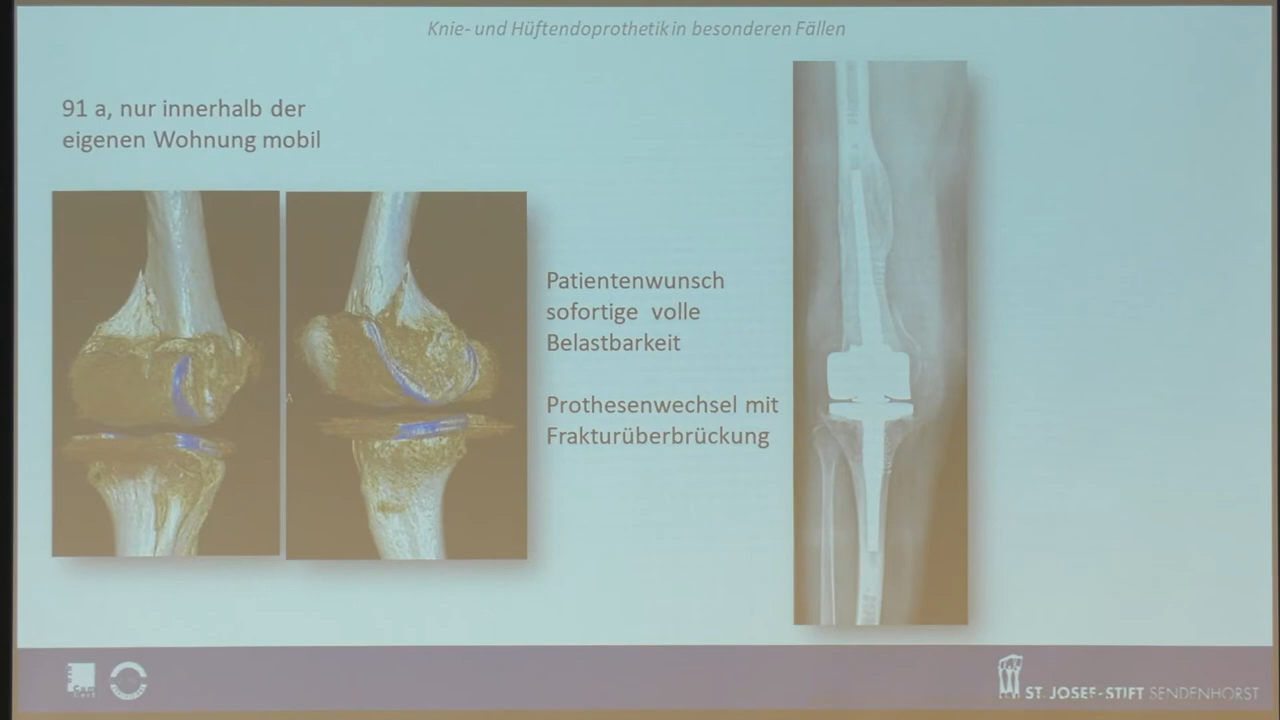 Knie- und Hüftendoprothetik in besonderen Fällen
91 a, nur innerhalb der
eigenen Wohnung mobil
Patientenwunsch
sofortige volle
Belastbarkeit
Prothesenwechsel mit
Frakturüberbrückung
A
ST. JOSEF-STIFT SENDENHORST